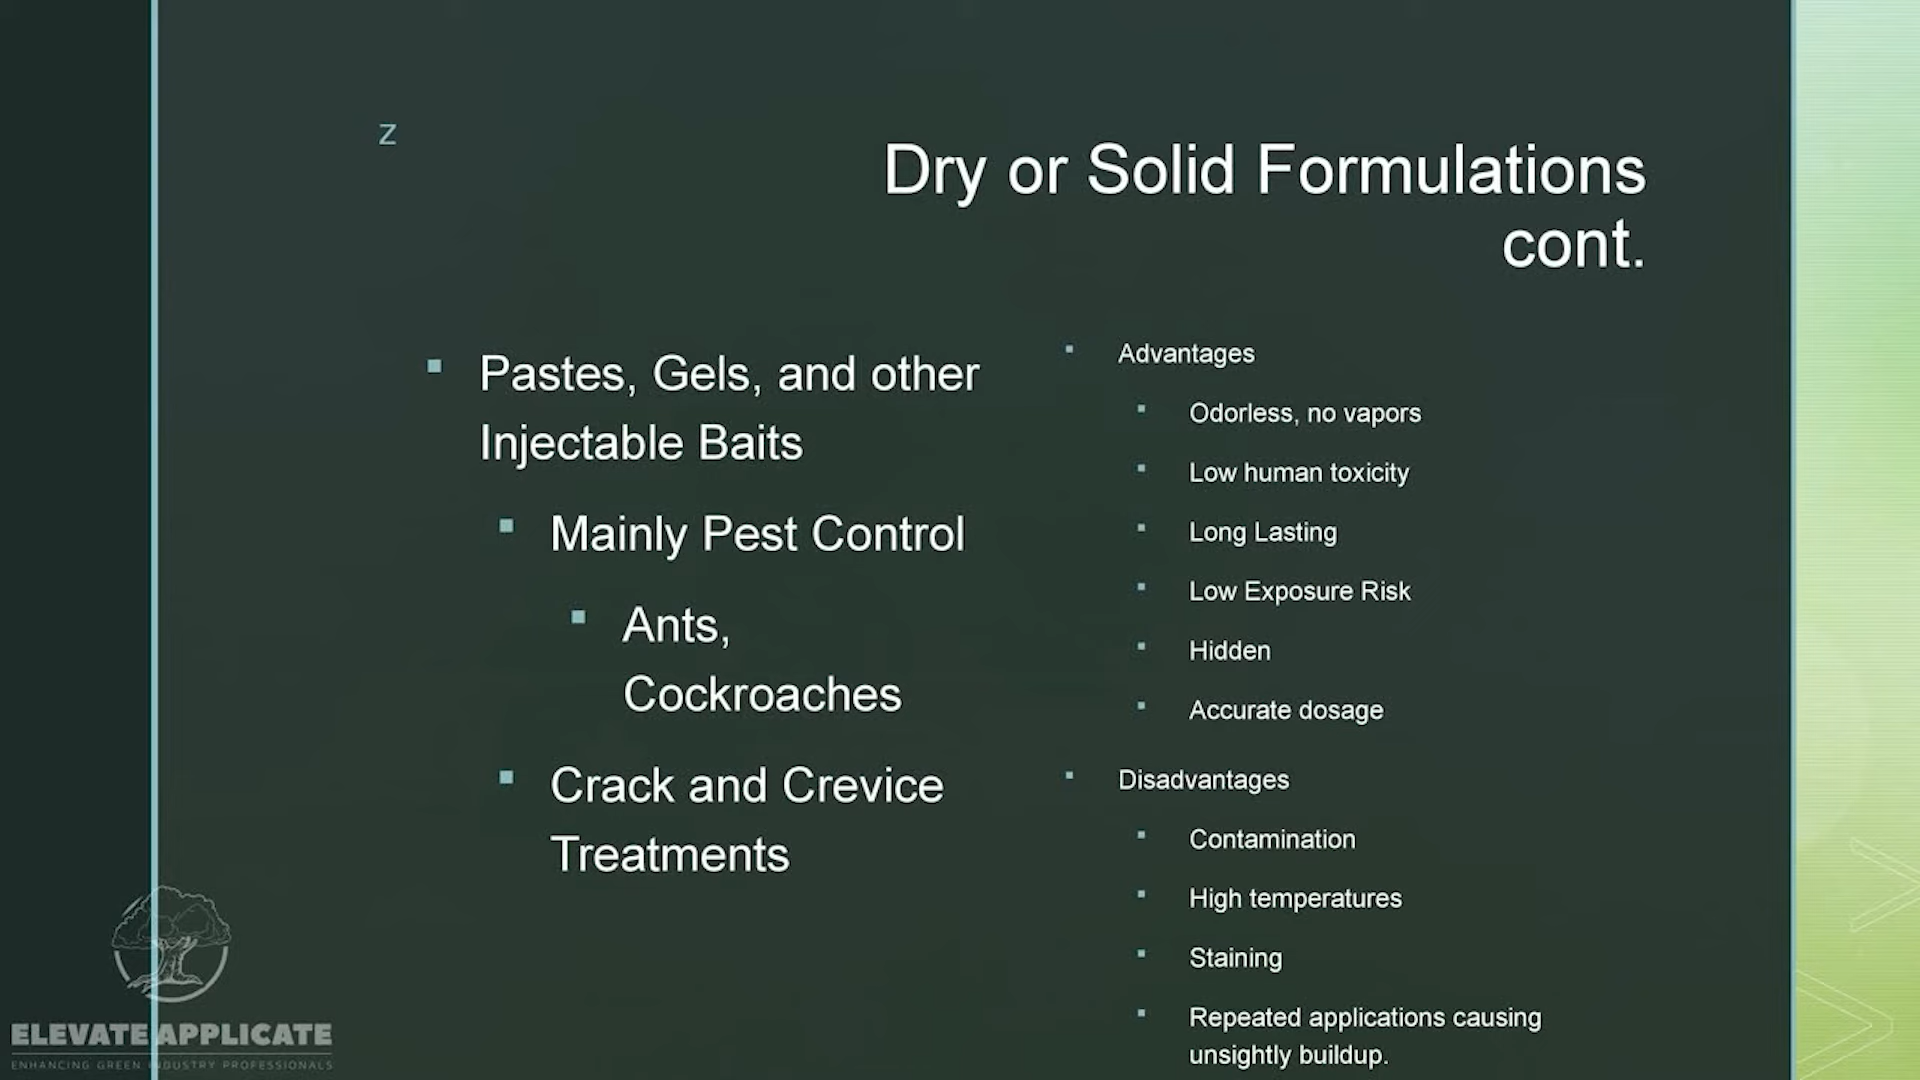 z
Dry or Solid Formulations
cont.
Pastes, Gels, and other
Injectable Baits
Mainly Pest Control
Ants,
Cockroaches
Crack and Crevice
Treatments
Advantages
Odorless, no vapors
Low human toxicity
Long Lasting
Low Exposure Risk
Hidden
Accurate dosage
Disadvantages
Contamination
High temperatures
Staining
Repeated applications causing
unsightly buildup.
ELEVATE APPLICATE
ENHANCING GREEN INDUSTRY PROFESSIONALS